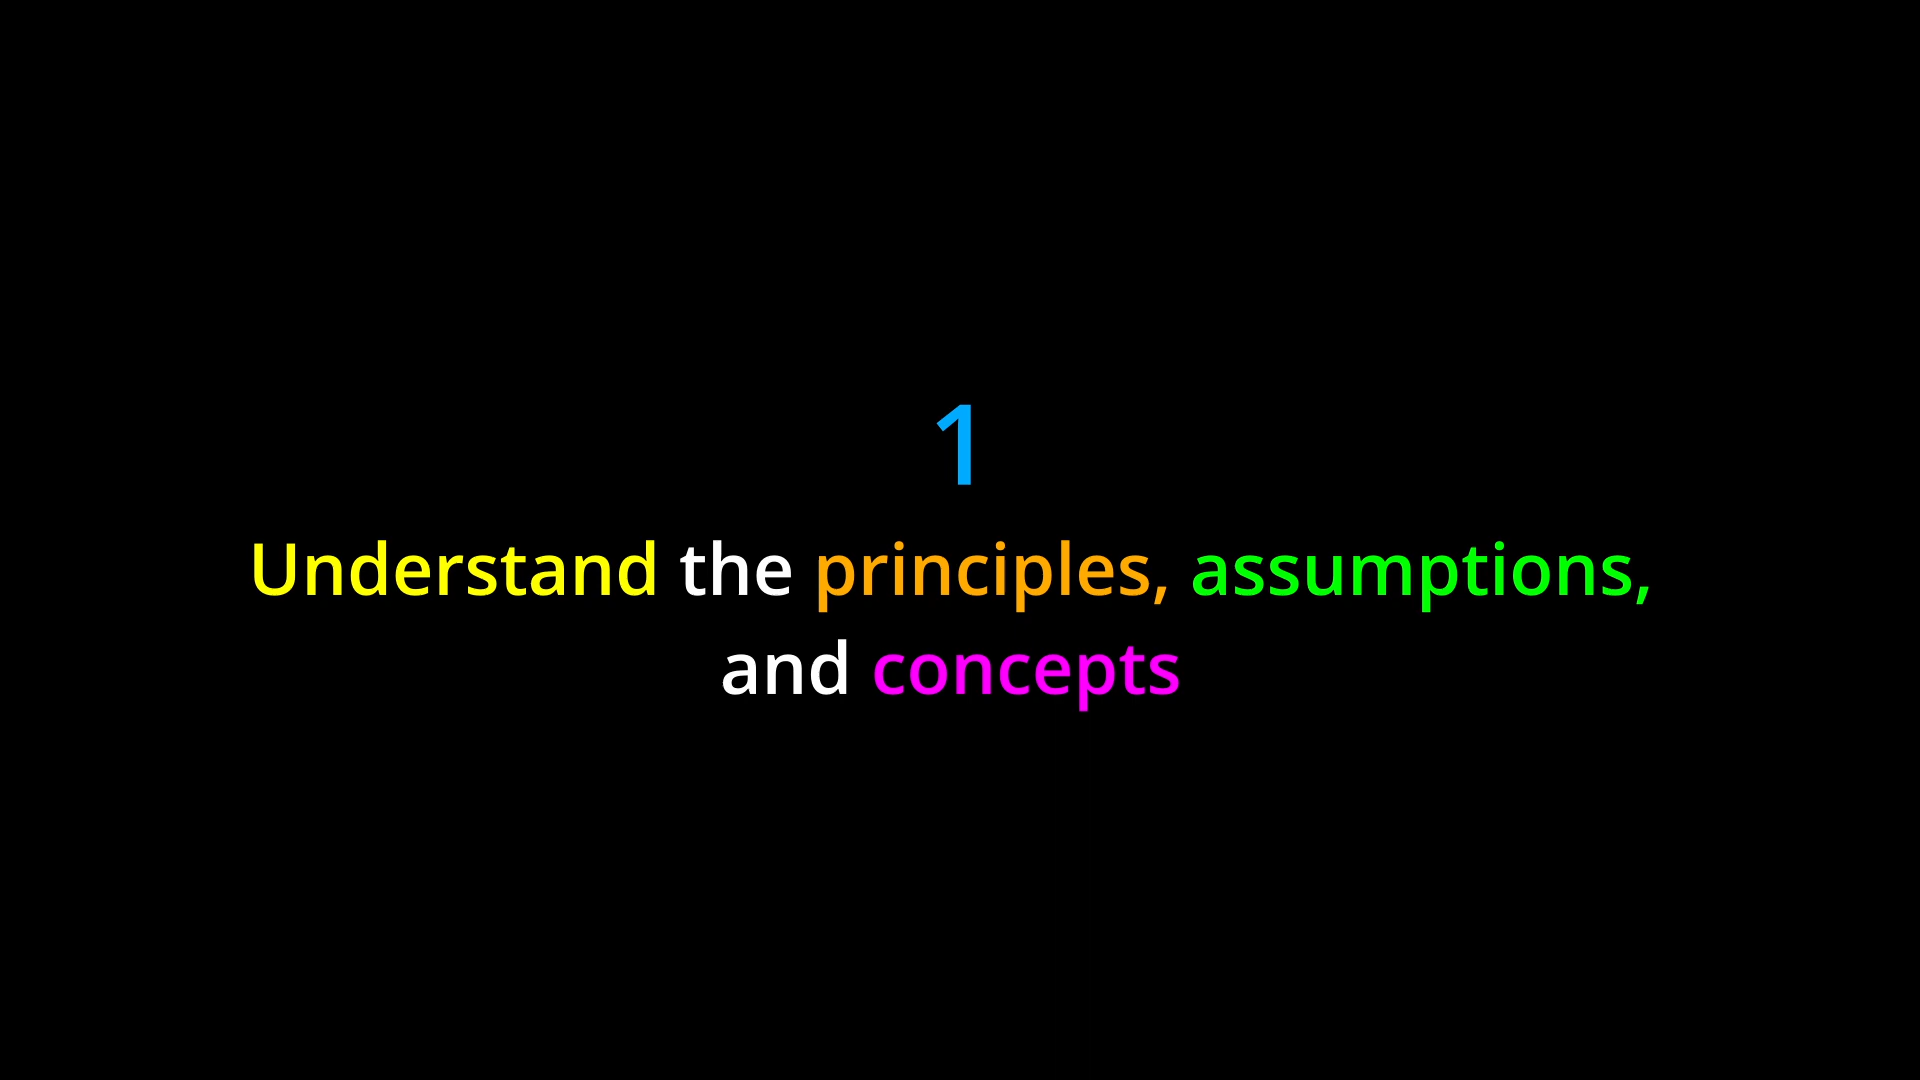 1
Understand the principles, assumptions,
and concepts